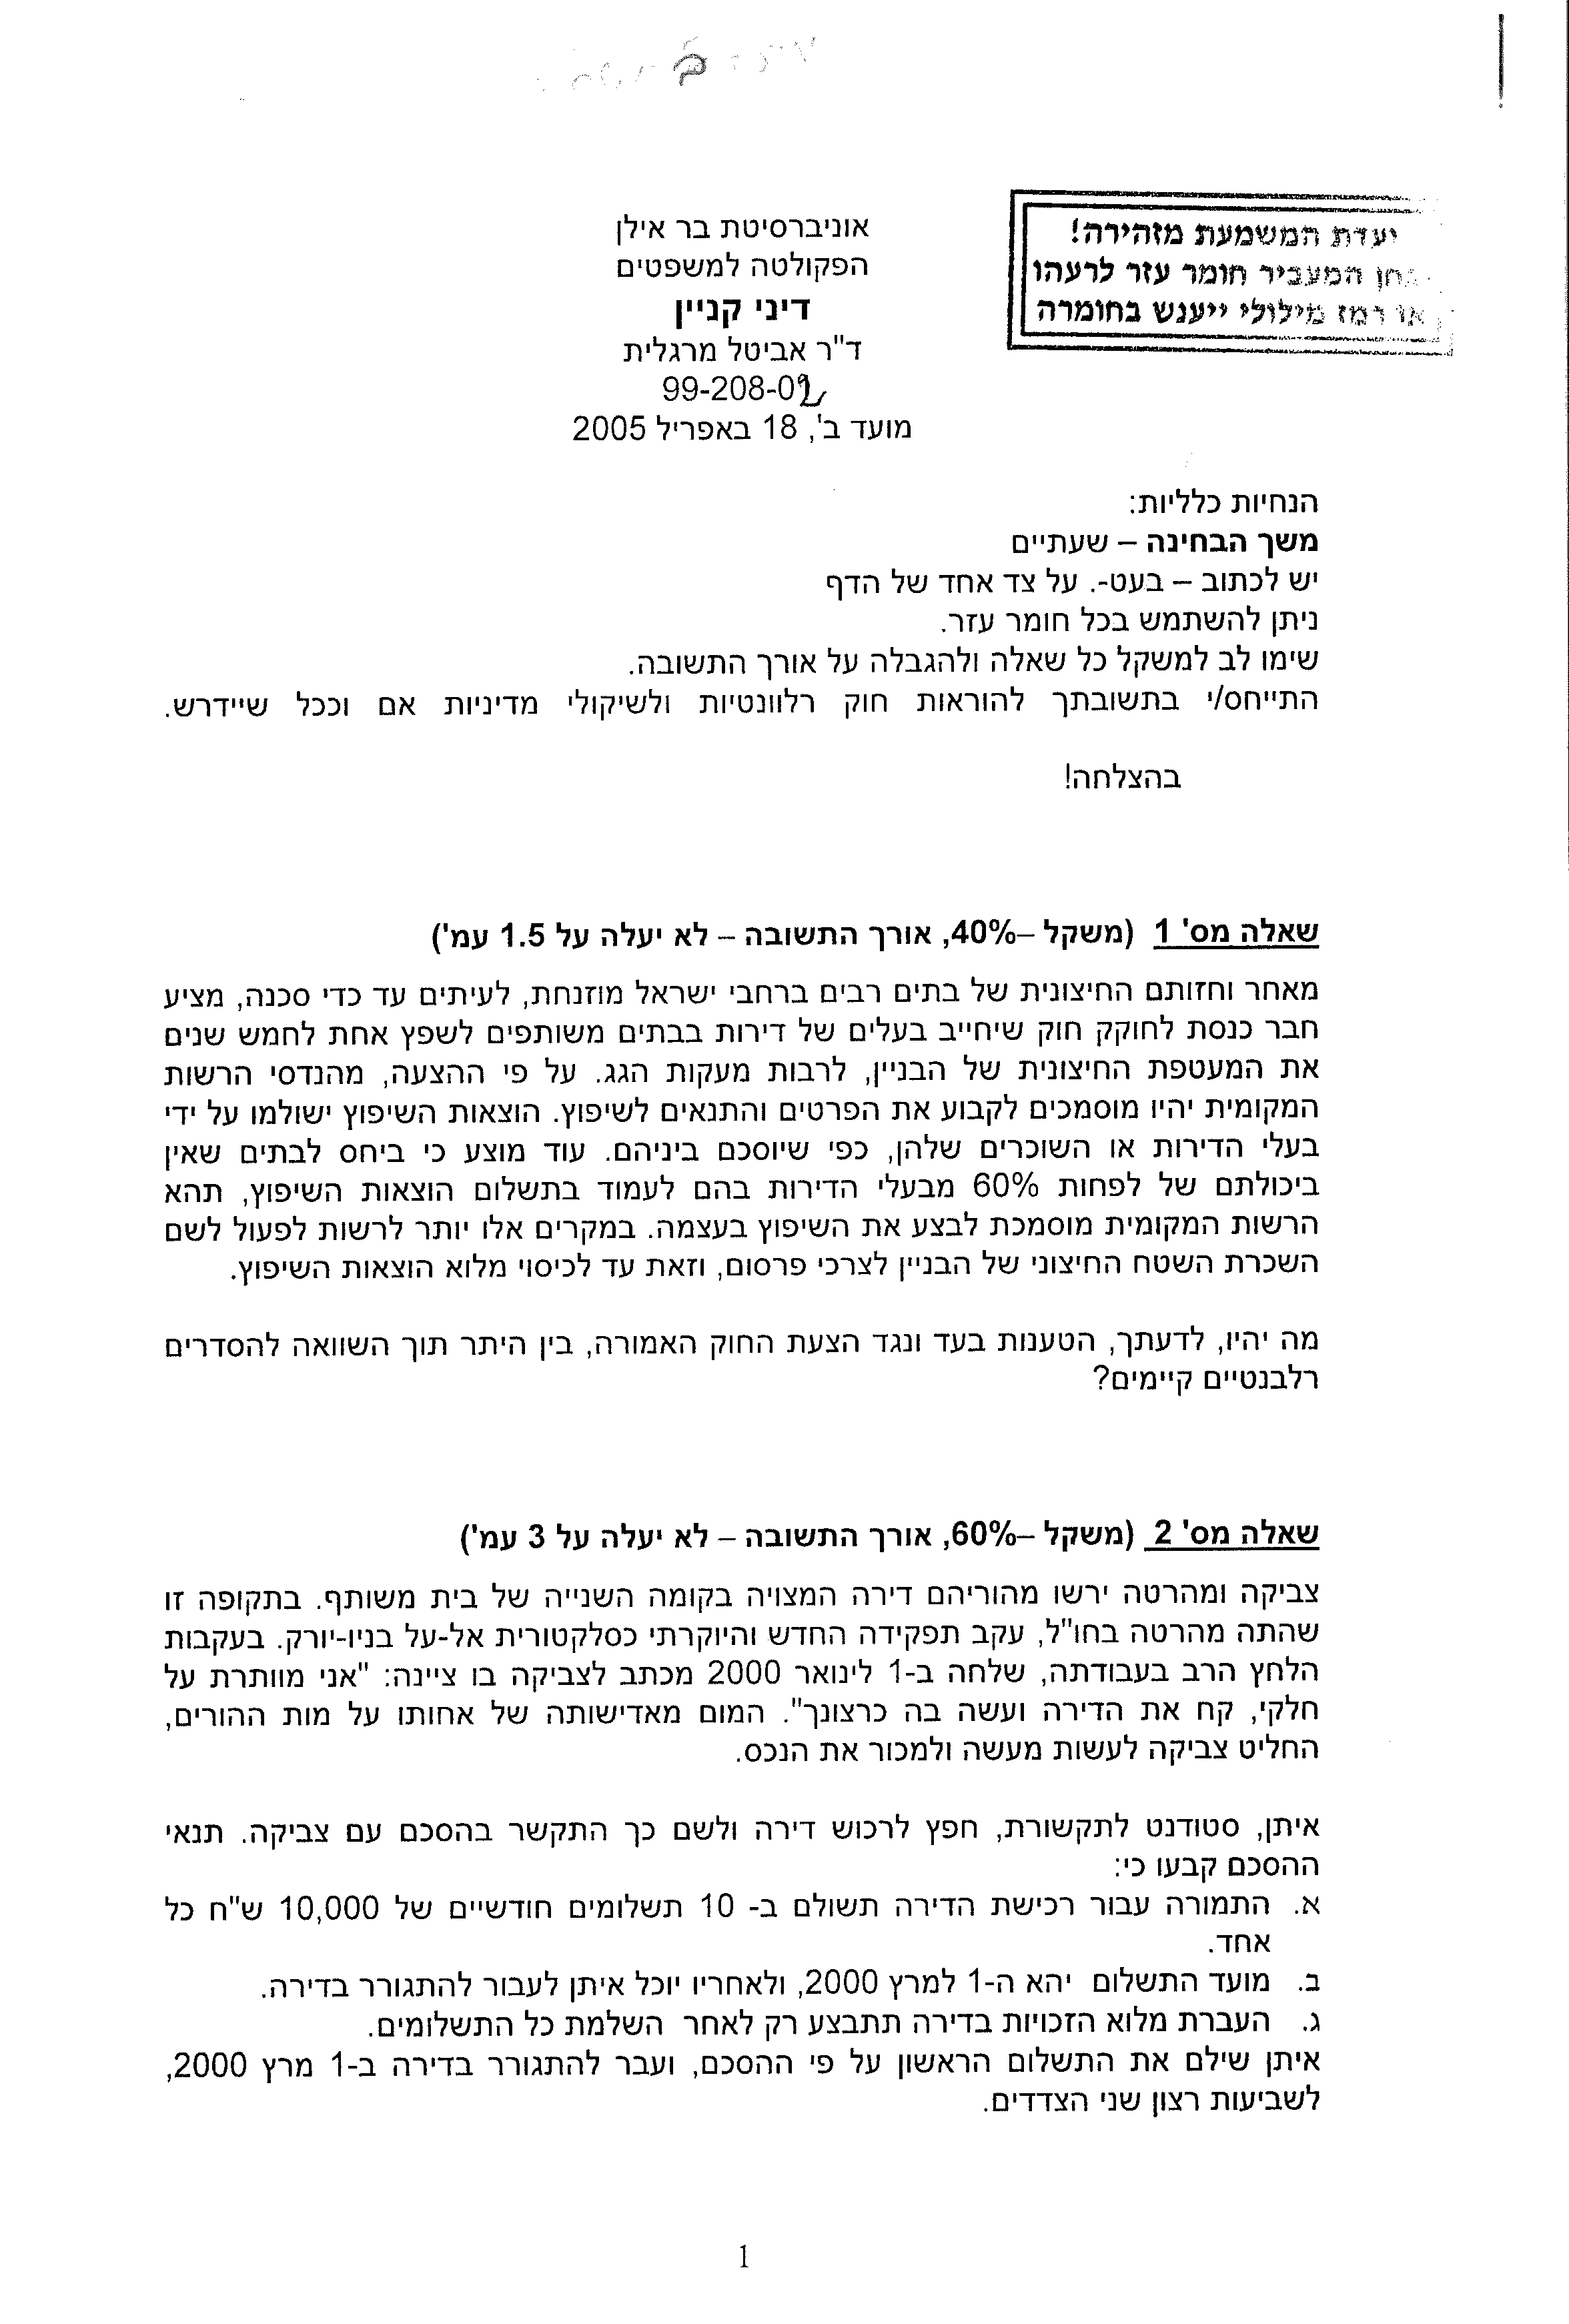 יעדת המשמעת מזהירה!
המעביר חומר עזר לרעהו
או רמז מילולי ייענש בחומרה
אוניברסיטת בר אילן
הפקולטה למשפטים
דיני קניין
ד"ר אביטל מרגלית
99-208-02
מועד ב', 18 באפריל 2005
הנחיות כלליות:
משך הבחינה – שעתיים
יש לכתוב – בעט-. על צד אחד של הדף
ניתן להשתמש בכל חומר עזר.
שימו לב למשקל כל שאלה ולהגבלה על אורך התשובה.
התייחס/י בתשובתך להוראות חוק רלוונטיות ולשיקולי מדיניות אם וככל שיידרש.
בהצלחה!
שאלה מס' 1 (משקל –40%, אורך התשובה – לא יעלה על 1.5 עמ')
מאחר וחזותם החיצונית של בתים רבים ברחבי ישראל מוזנחת, לעיתים עד כדי סכנה, מציע
חבר כנסת לחוקק חוק שיחייב בעלים של דירות בבתים משותפים לשפץ אחת לחמש שנים
את המעטפת החיצונית של הבניין, לרבות מעקות הגג. על פי ההצעה, מהנדסי הרשות
המקומית יהיו מוסמכים לקבוע את הפרטים והתנאים לשיפוץ. הוצאות השיפוץ ישולמו על ידי
בעלי הדירות או השוכרים שלהן, כפי שיוסכם ביניהם. עוד מוצע כי ביחס לבתים שאין
ביכולתם של לפחות 60% מבעלי הדירות בהם לעמוד בתשלום הוצאות השיפוץ, תהא
הרשות המקומית מוסמכת לבצע את השיפוץ בעצמה. במקרים אלו יותר לרשות לפעול לשם
השכרת השטח החיצוני של הבניין לצרכי פרסום, וזאת עד לכיסוי מלוא הוצאות השיפוץ.
מה יהיו, לדעתך, הטענות בעד ונגד הצעת החוק האמורה, בין היתר תוך השוואה להסדרים
רלבנטיים קיימים?
שאלה מס' 2 (משקל –60%, אורך התשובה – לא יעלה על 3 עמ')
צביקה ומהרטה ירשו מהוריהם דירה המצויה בקומה השנייה של בית משותף. בתקופה זו
שהתה מהרטה בחו"ל, עקב תפקידה החדש והיוקרתי כסלקטורית אל-על בניו-יורק. בעקבות
הלחץ הרב בעבודתה, שלחה ב-1 לינואר 2000 מכתב לצביקה בו ציינה: "אני מוותרת על
חלקי, קח את הדירה ועשה בה כרצונך". המום מאדישותה של אחותו על מות ההורים,
החליט צביקה לעשות מעשה ולמכור את הנכס.
איתן, סטודנט לתקשורת, חפץ לרכוש דירה ולשם כך התקשר בהסכם עם צביקה. תנאי
ההסכם קבעו כי:
א. התמורה עבור רכישת הדירה תשולם ב- 10 תשלומים חודשיים של 10,000 ש"ח כל
אחד.
ב. מועד התשלום יהא ה-1 למרץ 2000, ולאחריו יוכל איתן לעבור להתגורר בדירה.
ג. העברת מלוא הזכויות בדירה תתבצע רק לאחר השלמת כל התשלומים.
איתן שילם את התשלום הראשון על פי ההסכם, ועבר להתגורר בדירה ב-1 מרץ 2000,
לשביעות רצון שני הצדדים.
1